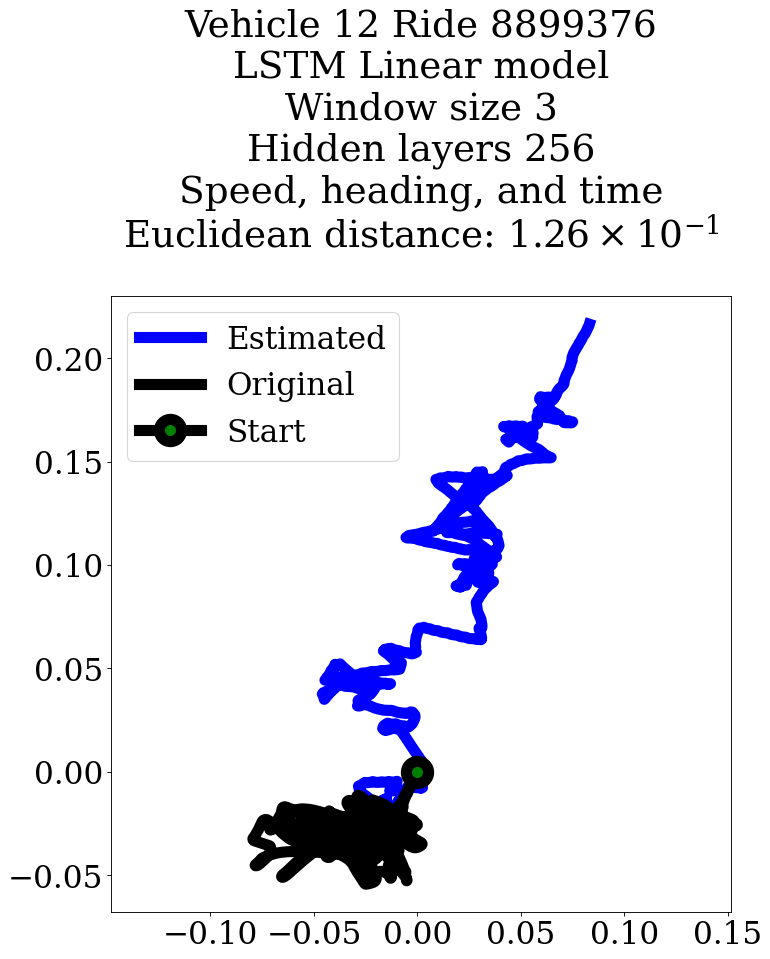 Vehicle 12 Ride 8899376
LSTM Linear model
Window size 3
Hidden layers 256
Speed, heading, and time
Euclidean distance: 1.26 × 10⁻¹
Estimated
Original
Start
0.20
0.15
0.10
0.05
0.00
−0.05
−0.10
−0.05
0.00
0.05
0.10
0.15